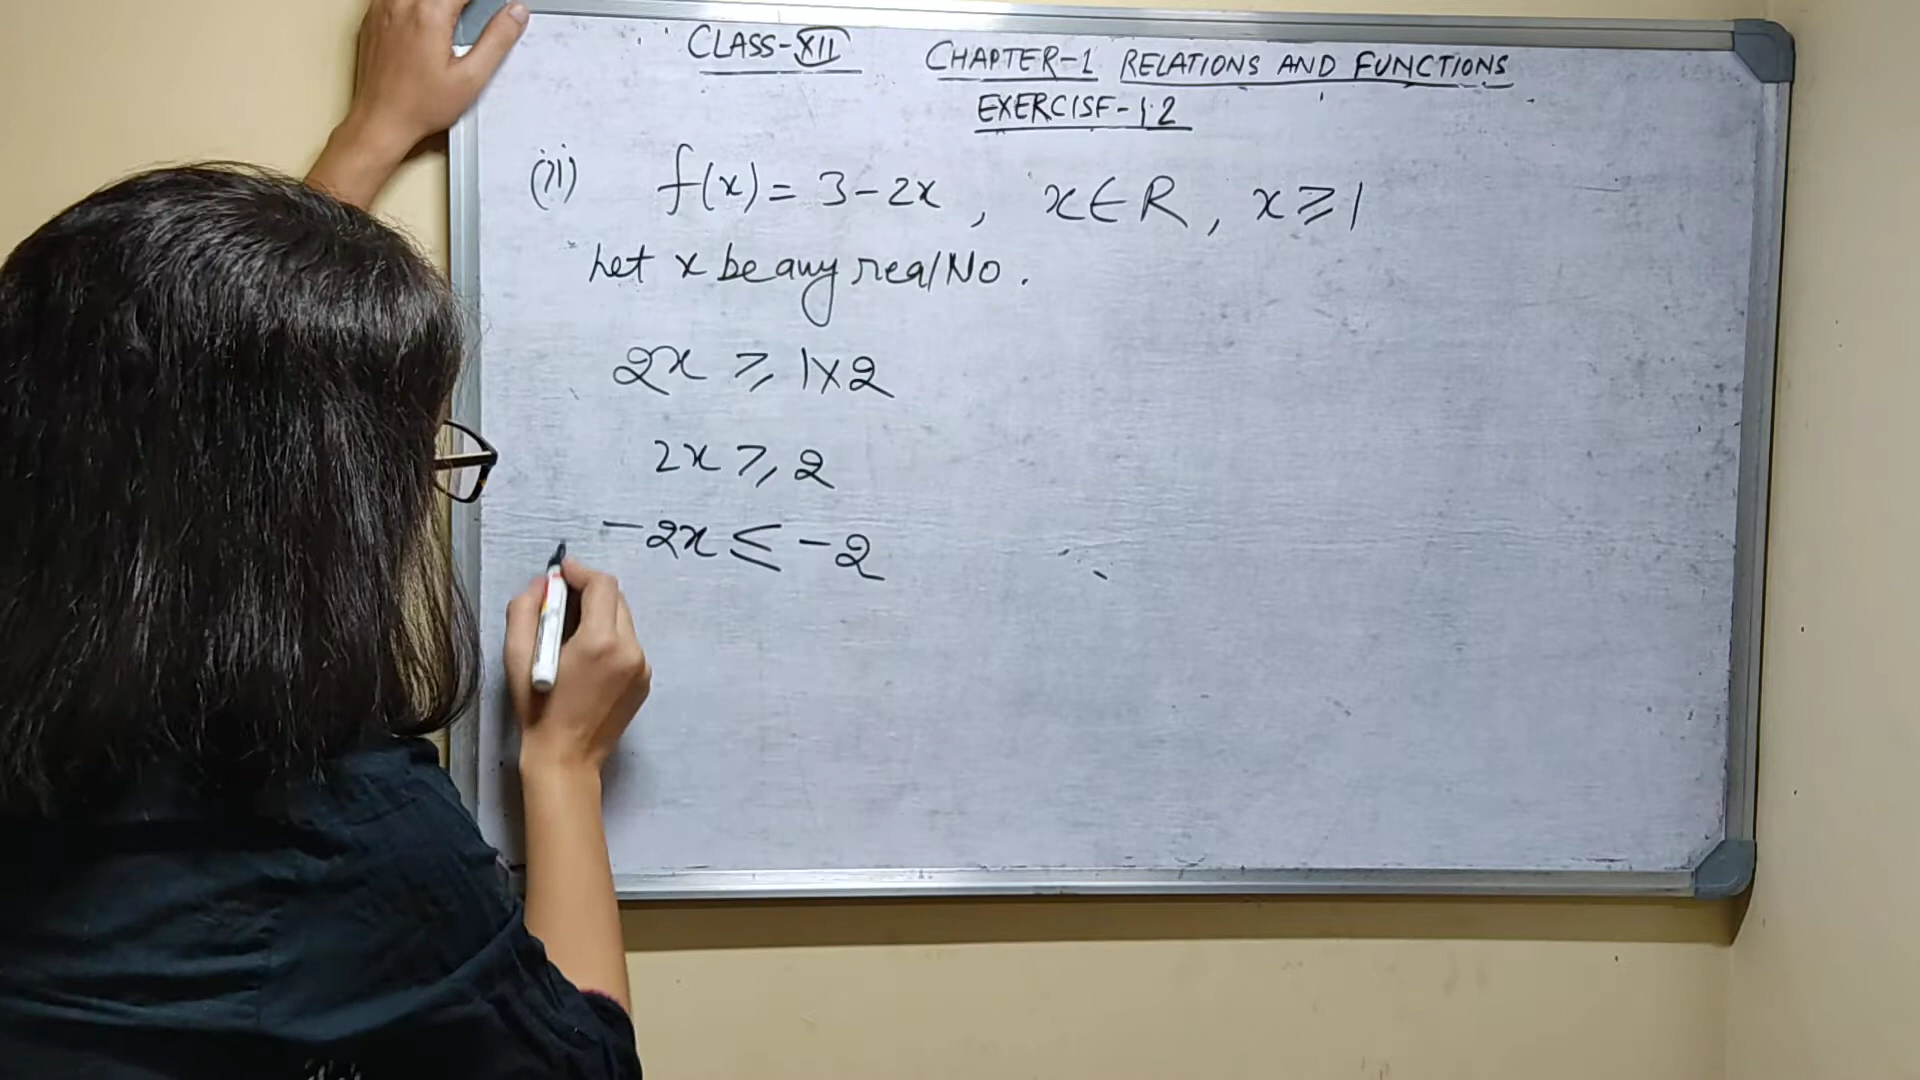 CLASS-XII CHAPTER-1 RELATIONS AND FUNCTIONS
EXERCISE-1.2
(ii) f(x) = 3-2x, x∈R, x≥1
Let x be any real No.
2x ≥ 1×2
2x ≥ 2
-2x ≤ -2